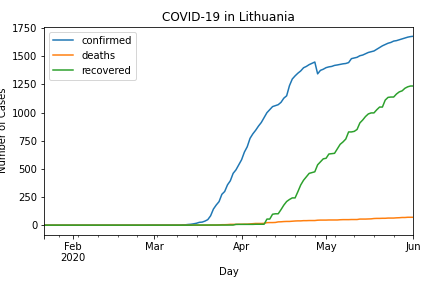 COVID-19 in Lithuania
1750
1500
1250
1000
750
500
250
0
Number of Cases
confirmed
deaths
recovered
Feb
2020
Mar
Apr
May
Jun
Day